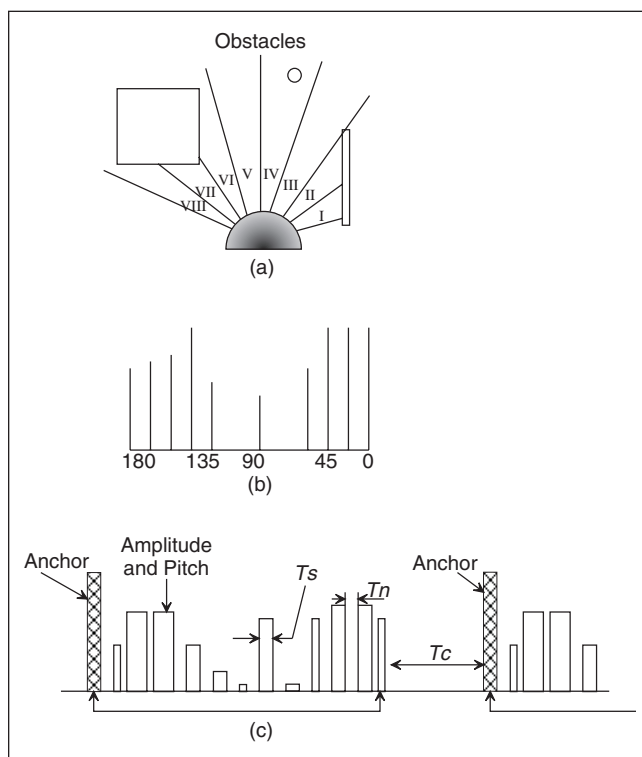 Obstacles
VIII
VII
VI
V
IV
III
II
I
(a)
180 135 90 45 0
(b)
Anchor
Amplitude
and Pitch
Ts
Tn
Anchor
Tc
(c)